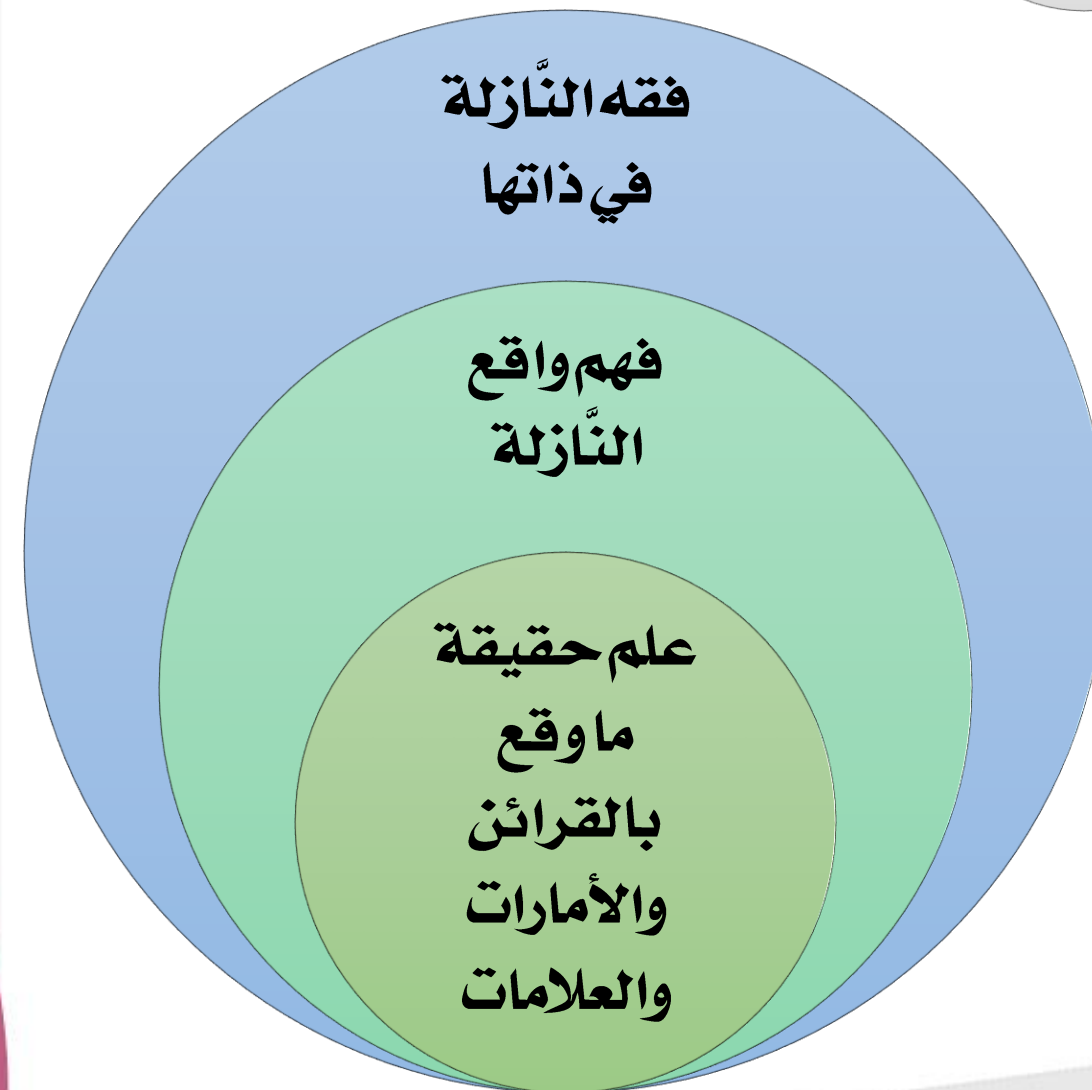 فقه النَّازلة
في ذاتها
فهم واقع
النَّازلة
علم حقيقة
ما وقع
بالقرائن
والأمارات
والعلامات